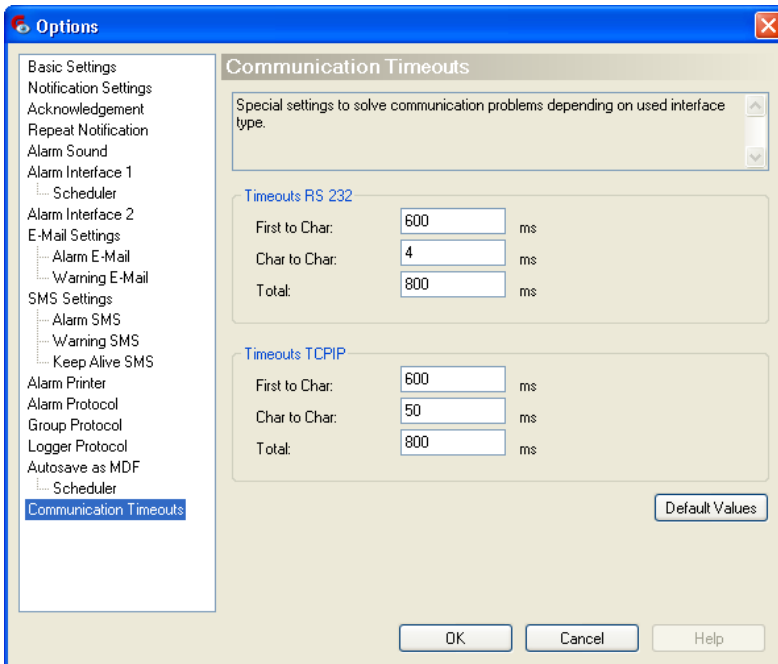 Options
Basic Settings
Notification Settings
Acknowledgement
Repeat Notification
Alarm Sound
Alarm Interface 1
Scheduler
Alarm Interface 2
E-Mail Settings
Alarm E-Mail
Warning E-Mail
SMS Settings
Alarm SMS
Warning SMS
Keep Alive SMS
Alarm Printer
Alarm Protocol
Group Protocol
Logger Protocol
Autosave as MDF
Scheduler
Communication Timeouts
Communication Timeouts
Special settings to solve communication problems depending on used interface
type.
Timeouts RS 232
First to Char: 600 ms
Char to Char: 4 ms
Total: 800 ms
Timeouts TCPIP
First to Char: 600 ms
Char to Char: 50 ms
Total: 800 ms
Default Values
OK Cancel Help